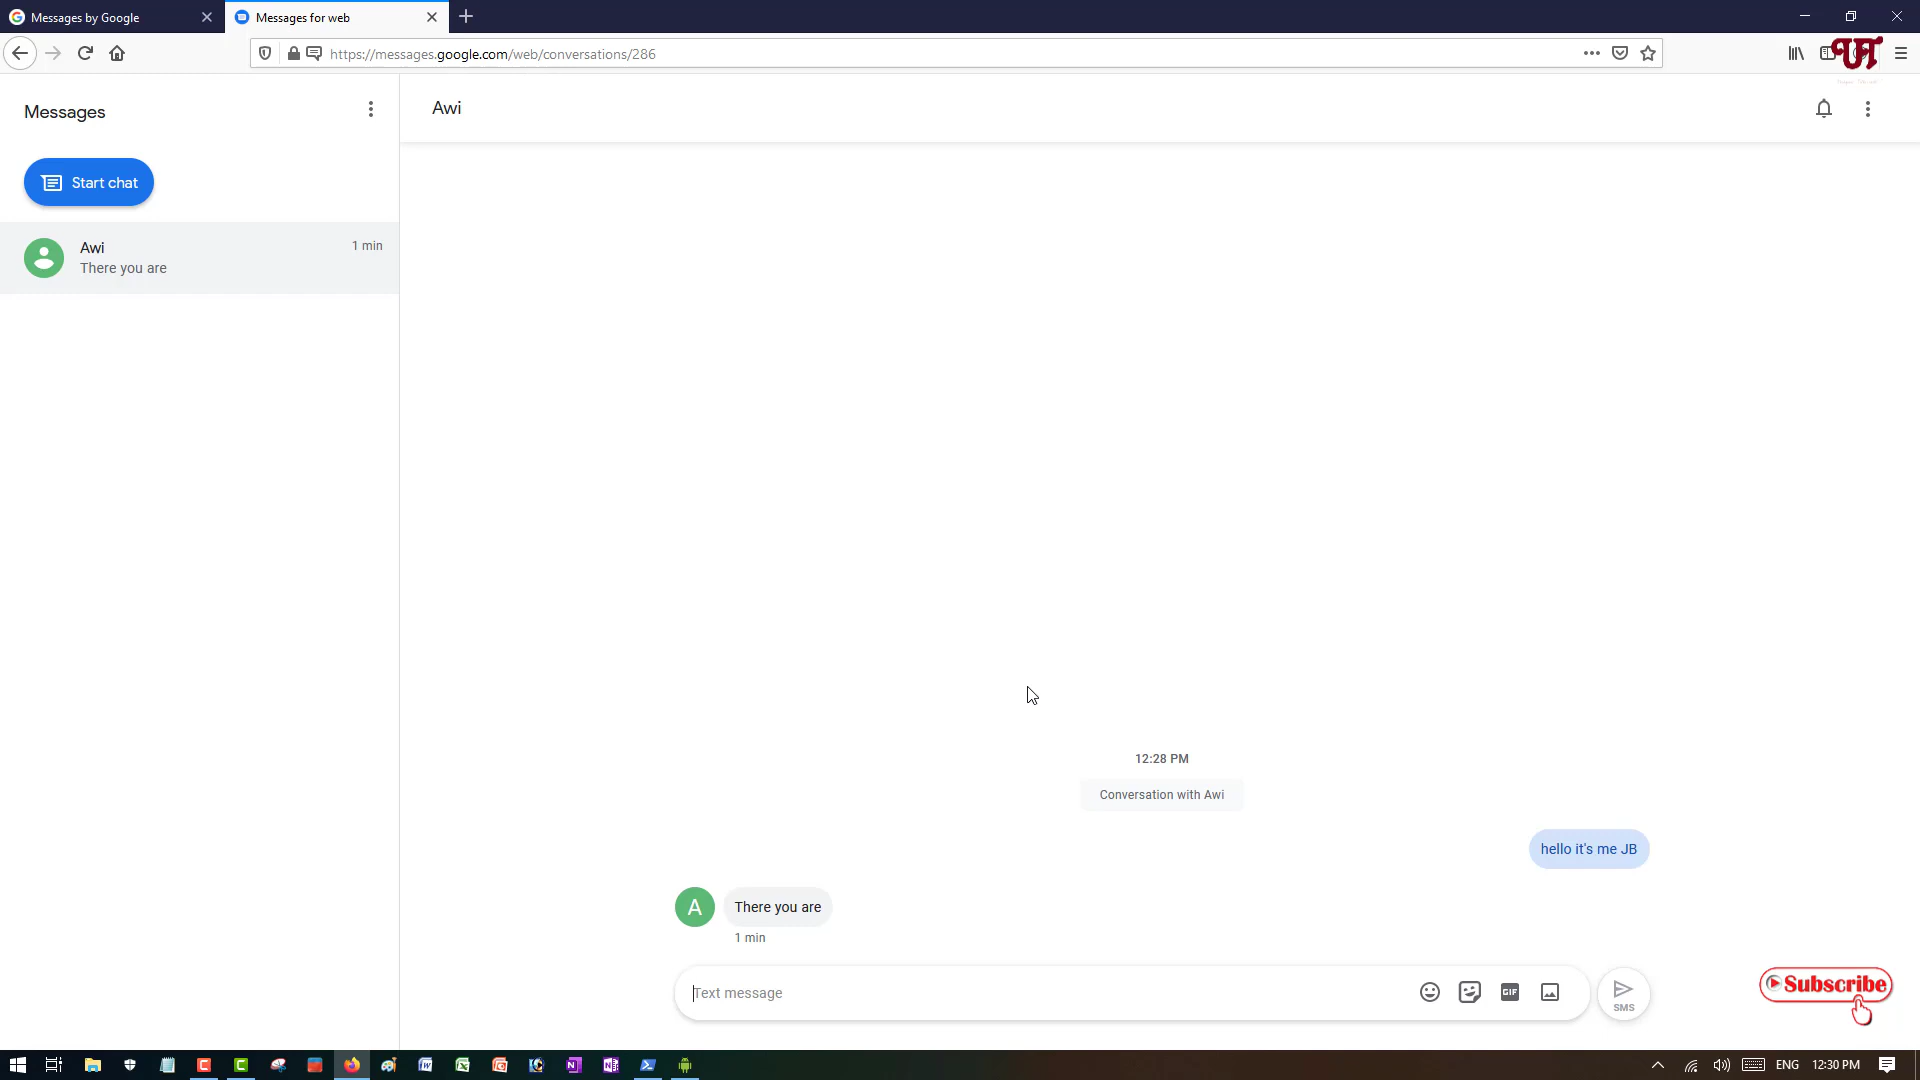 Messages by Google
Messages for web
https://messages.google.com/web/conversations/286
Messages
Awi
Start chat
Awi
1 min
There you are
12:28 PM
Conversation with Awi
hello it's me JB
A
There you are
1 min
Text message
GIF
SMS
Subscribe
ENG
12:30 PM